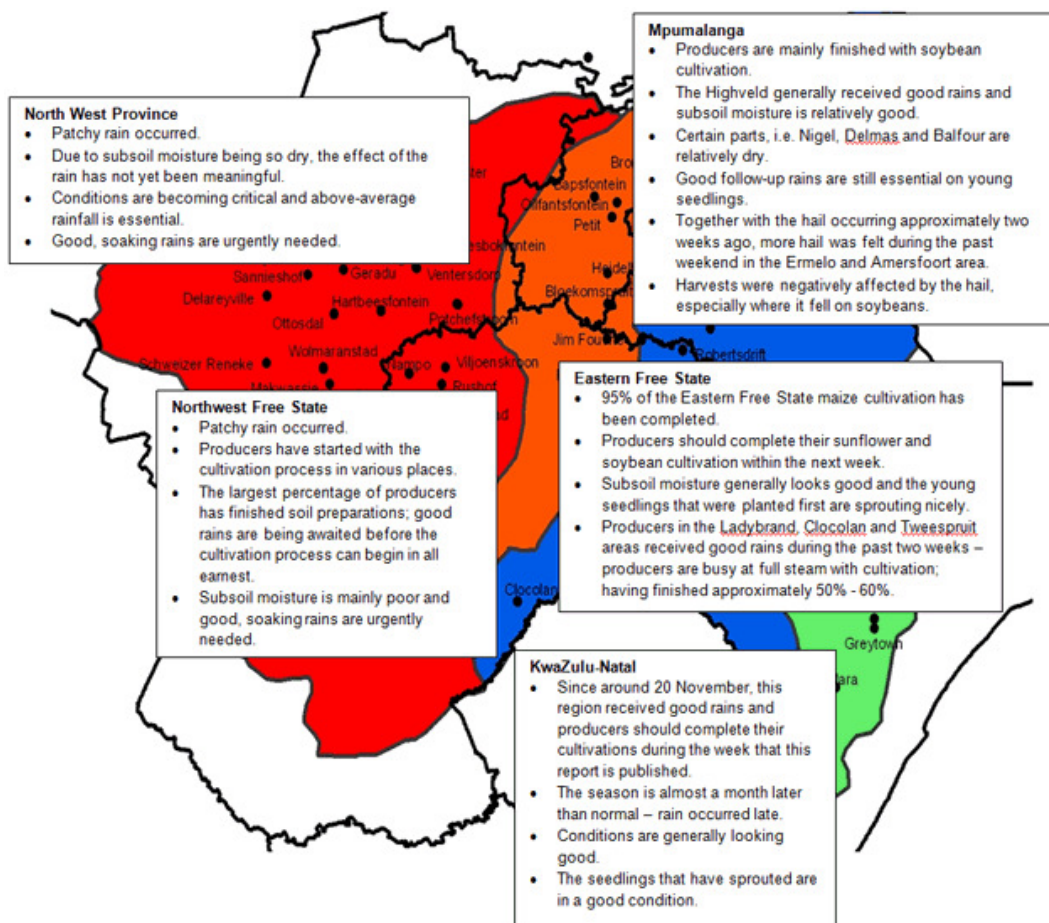 Mpumalanga
• Producers are mainly finished with soybean
cultivation.
• The Highveld generally received good rains and
subsoil moisture is relatively good.
• Certain parts, i.e. Nigel, Delmas and Balfour are
relatively dry.
• Good follow-up rains are still essential on young
seedlings.
• Together with the hail occurring approximately two
weeks ago, more hail was felt during the past
weekend in the Ermelo and Amersfoort area.
• Harvests were negatively affected by the hail,
especially where it fell on soybeans.
North West Province
• Patchy rain occurred.
• Due to subsoil moisture being so dry, the effect of the
rain has not yet been meaningful.
• Conditions are becoming critical and above-average
rainfall is essential.
• Good, soaking rains are urgently needed.
Bapsfontein
Olifantsfontein
Petit
Sannieshof
Geradu
Ventersdorp
Delareyville
Hartbeesfontein
Ottosdal
Potchefstroom
Bloekomspruit
Jim Fouche
Robertsdrift
Schweizer Reneke
Wolmaranstad
Nampo
Viljoenskroon
Makwassie
Rushof
Northwest Free State
• Patchy rain occurred.
• Producers have started with the
cultivation process in various places.
• The largest percentage of producers
has finished soil preparations; good
rains are being awaited before the
cultivation process can begin in all
earnest.
• Subsoil moisture is mainly poor and
good, soaking rains are urgently
needed.
Eastern Free State
• 95% of the Eastern Free State maize cultivation has
been completed.
• Producers should complete their sunflower and
soybean cultivation within the next week.
• Subsoil moisture generally looks good and the young
seedlings that were planted first are sprouting nicely.
• Producers in the Ladybrand, Clocolan and Tweespruit
areas received good rains during the past two weeks –
producers are busy at full steam with cultivation;
having finished approximately 50% - 60%.
Clocolan
Greytown
KwaZulu-Natal
• Since around 20 November, this
region received good rains and
producers should complete their
cultivations during the week that this
report is published.
• The season is almost a month later
than normal – rain occurred late.
• Conditions are generally looking
good.
• The seedlings that have sprouted are
in a good condition.